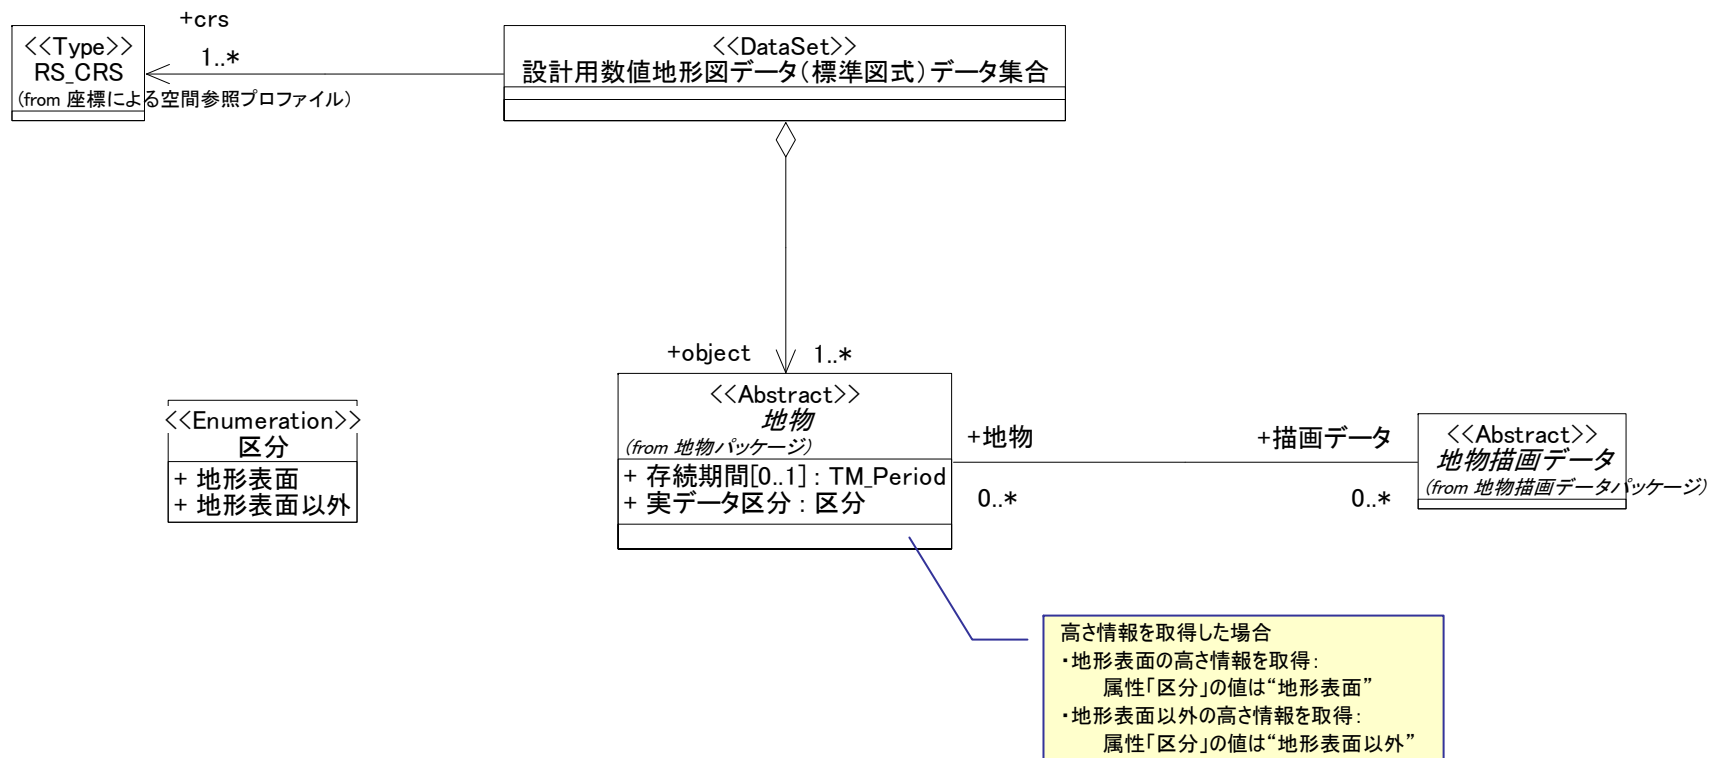 +crs
1..*
<<Type>>
RS_CRS
(from 座標による空間参照プロファイル)
<<DataSet>>
設計用数値地形図データ(標準図式)データ集合
+object
1..*
<<Enumeration>>
区分
+ 地形表面
+ 地形表面以外
<<Abstract>>
地物
(from 地物パッケージ)
+ 存続期間[0..1] : TM_Period
+ 実データ区分 : 区分
+地物
0..*
+描画データ
0..*
<<Abstract>>
地物描画データ
(from 地物描画データパッケージ)
高さ情報を取得した場合
・地形表面の高さ情報を取得:
属性「区分」の値は“地形表面”
・地形表面以外の高さ情報を取得:
属性「区分」の値は“地形表面以外”